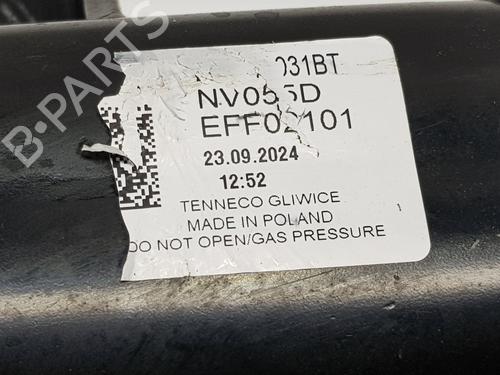 031BT
NV055D
EFF02101
23.09.2024
12:52
TENNECO GLIWICE
MADE IN POLAND
DO NOT OPEN/GAS PRESSURE
B-PARTS